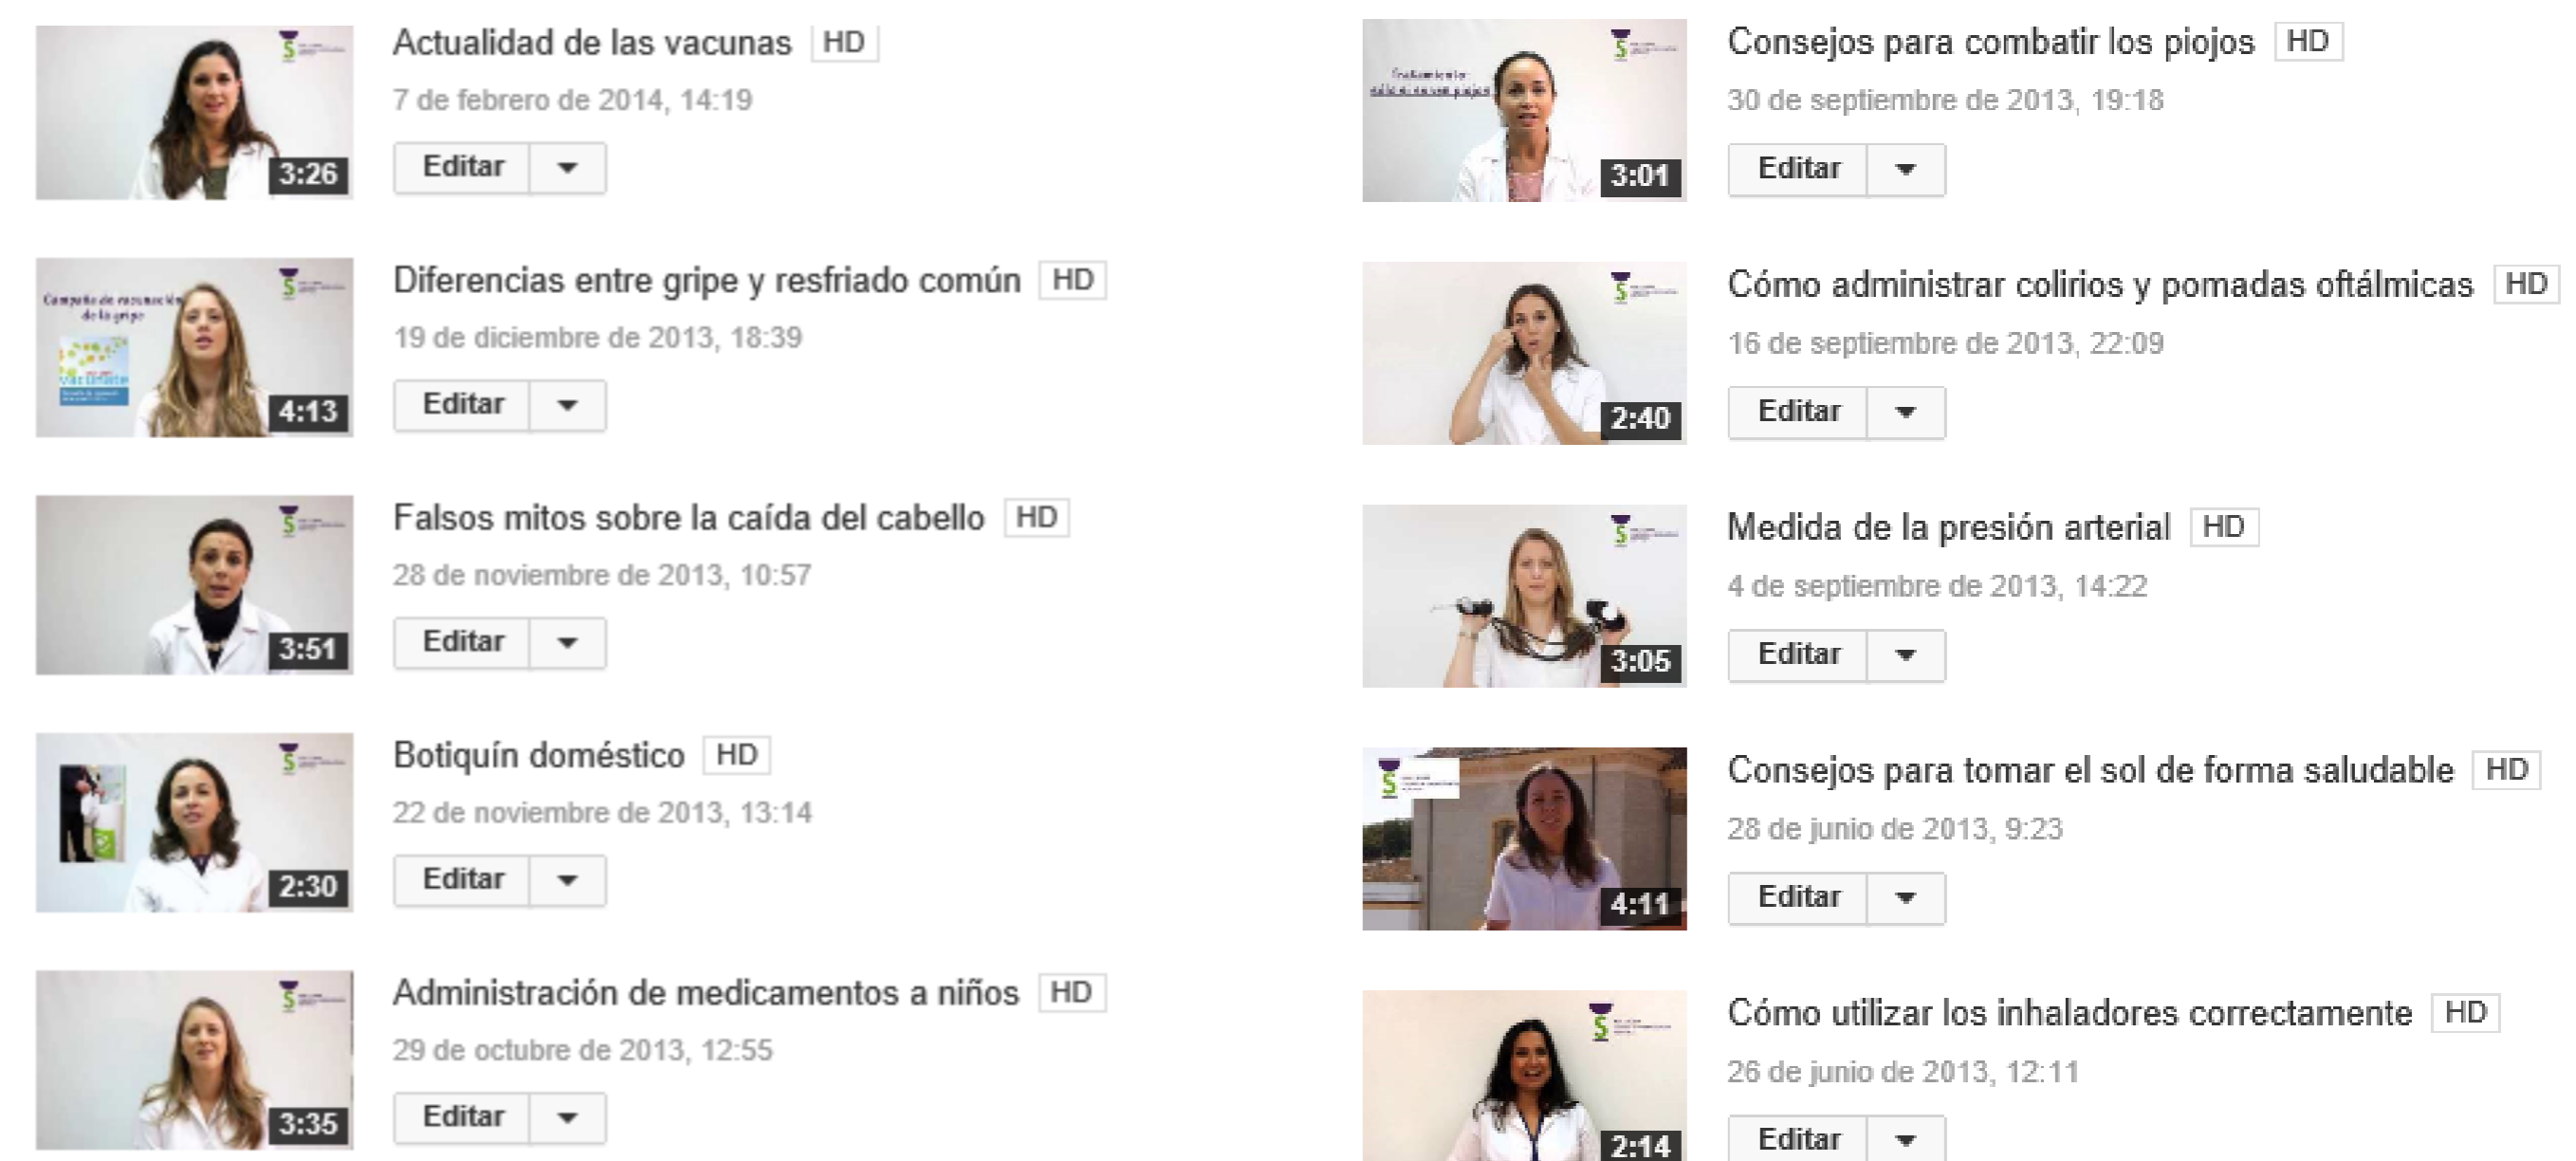 Actualidad de las vacunas HD
7 de febrero de 2014, 14:19
Editar
3:26
Campaña de vacunación
de la gripe
Diferencias entre gripe y resfriado común HD
19 de diciembre de 2013, 18:39
Editar
4:13
Falsos mitos sobre la caída del cabello HD
28 de noviembre de 2013, 10:57
Editar
3:51
Botiquín doméstico HD
22 de noviembre de 2013, 13:14
Editar
2:30
Administración de medicamentos a niños HD
29 de octubre de 2013, 12:55
Editar
3:35
Consejos para combatir los piojos HD
30 de septiembre de 2013, 19:18
Tratamiento:
Editar
3:01
Cómo administrar colirios y pomadas oftálmicas HD
16 de septiembre de 2013, 22:09
Editar
2:40
Medida de la presión arterial HD
4 de septiembre de 2013, 14:22
Editar
3:05
Consejos para tomar el sol de forma saludable HD
28 de junio de 2013, 9:23
Editar
4:11
Cómo utilizar los inhaladores correctamente HD
26 de junio de 2013, 12:11
Editar
2:14